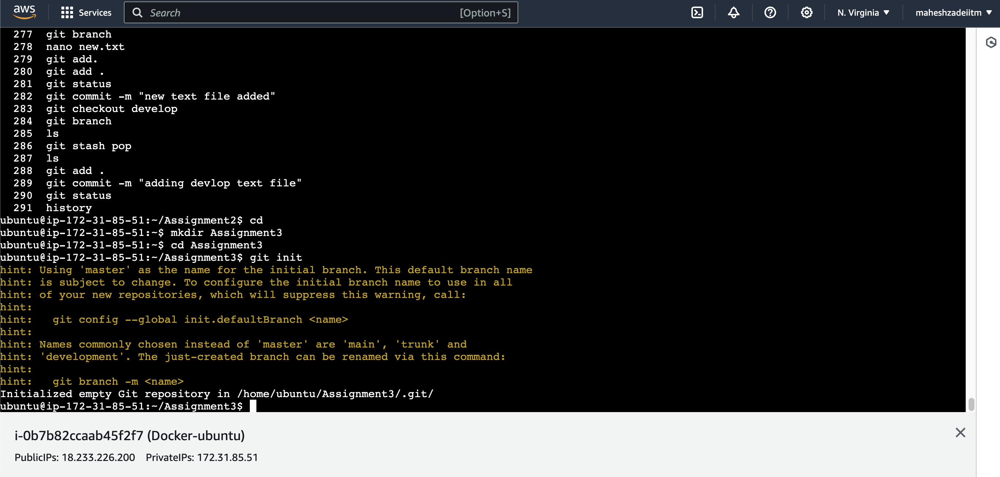 aws Services Search [Option+S] N. Virginia maheshzadeiitm
277 git branch
278 nano new.txt
279 git add.
280 git add .
281 git status
282 git commit -m "new text file added"
283 git checkout develop
284 git branch
285 ls
286 git stash pop
287 ls
288 git add .
289 git commit -m "adding devlop text file"
290 git status
291 history
ubuntu@ip-172-31-85-51:~/Assignment2$ cd
ubuntu@ip-172-31-85-51:~$ mkdir Assignment3
ubuntu@ip-172-31-85-51:~$ cd Assignment3
ubuntu@ip-172-31-85-51:~/Assignment3$ git init
hint: Using 'master' as the name for the initial branch. This default branch name
hint: is subject to change. To configure the initial branch name to use in all
hint: of your new repositories, which will suppress this warning, call:
hint:
hint:   git config --global init.defaultBranch <name>
hint:
hint: Names commonly chosen instead of 'master' are 'main', 'trunk' and
hint: 'development'. The just-created branch can be renamed via this command:
hint:
hint:   git branch -m <name>
Initialized empty Git repository in /home/ubuntu/Assignment3/.git/
ubuntu@ip-172-31-85-51:~/Assignment3$
i-0b7b82ccaab45f2f7 (Docker-ubuntu)
PublicIPs: 18.233.226.200 PrivateIPs: 172.31.85.51